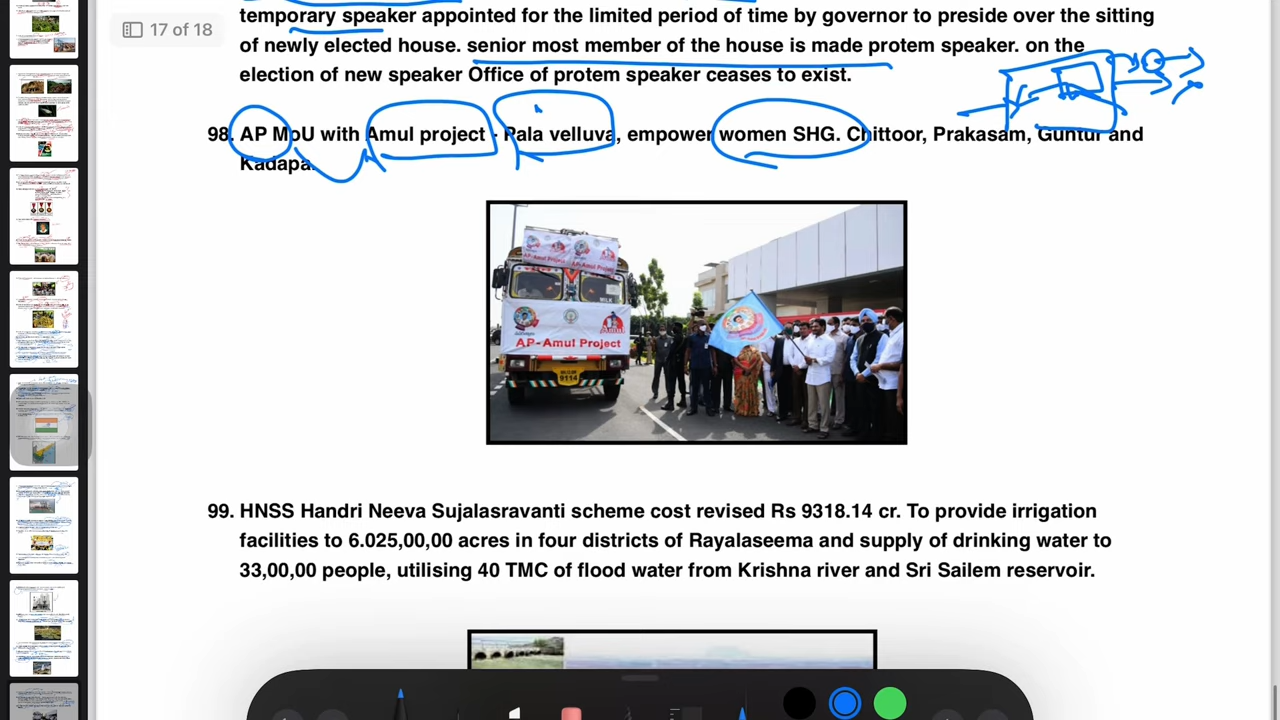 17 of 18
temporary speaker appointed for the limited period of time by governor to preside over the sitting
of newly elected house. senior most member of the house is made protem speaker. on the
election of new speaker Office of protem speaker ceases to exist.
98. AP MoU with Amul project - Pala velluva, empower women SHG. Chittoor, Prakasam, Guntur and
Kadapa.
AP-Amul Project
MILK
Amul
AP-Amul Project
9114
99. HNSS Handri Neeva Sujalasravanti scheme cost revised Rs 9318.14 cr. To provide irrigation
facilities to 6.025,00,00 acres in four districts of Rayalaseema and supply of drinking water to
33,00,00 people, utilising 40 TMC of flood water from Krishna river and Sri Sailem reservoir.